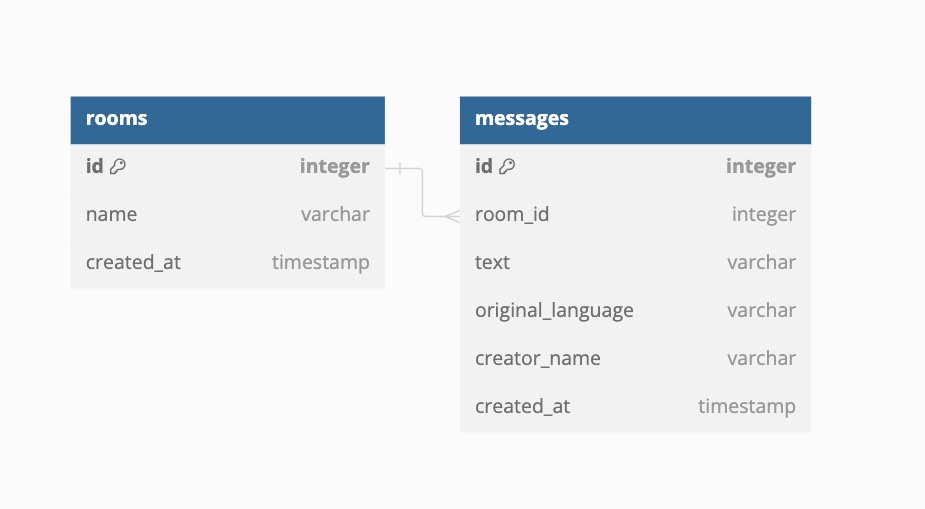 rooms
id integer
name varchar
created_at timestamp
messages
id integer
room_id integer
text varchar
original_language varchar
creator_name varchar
created_at timestamp